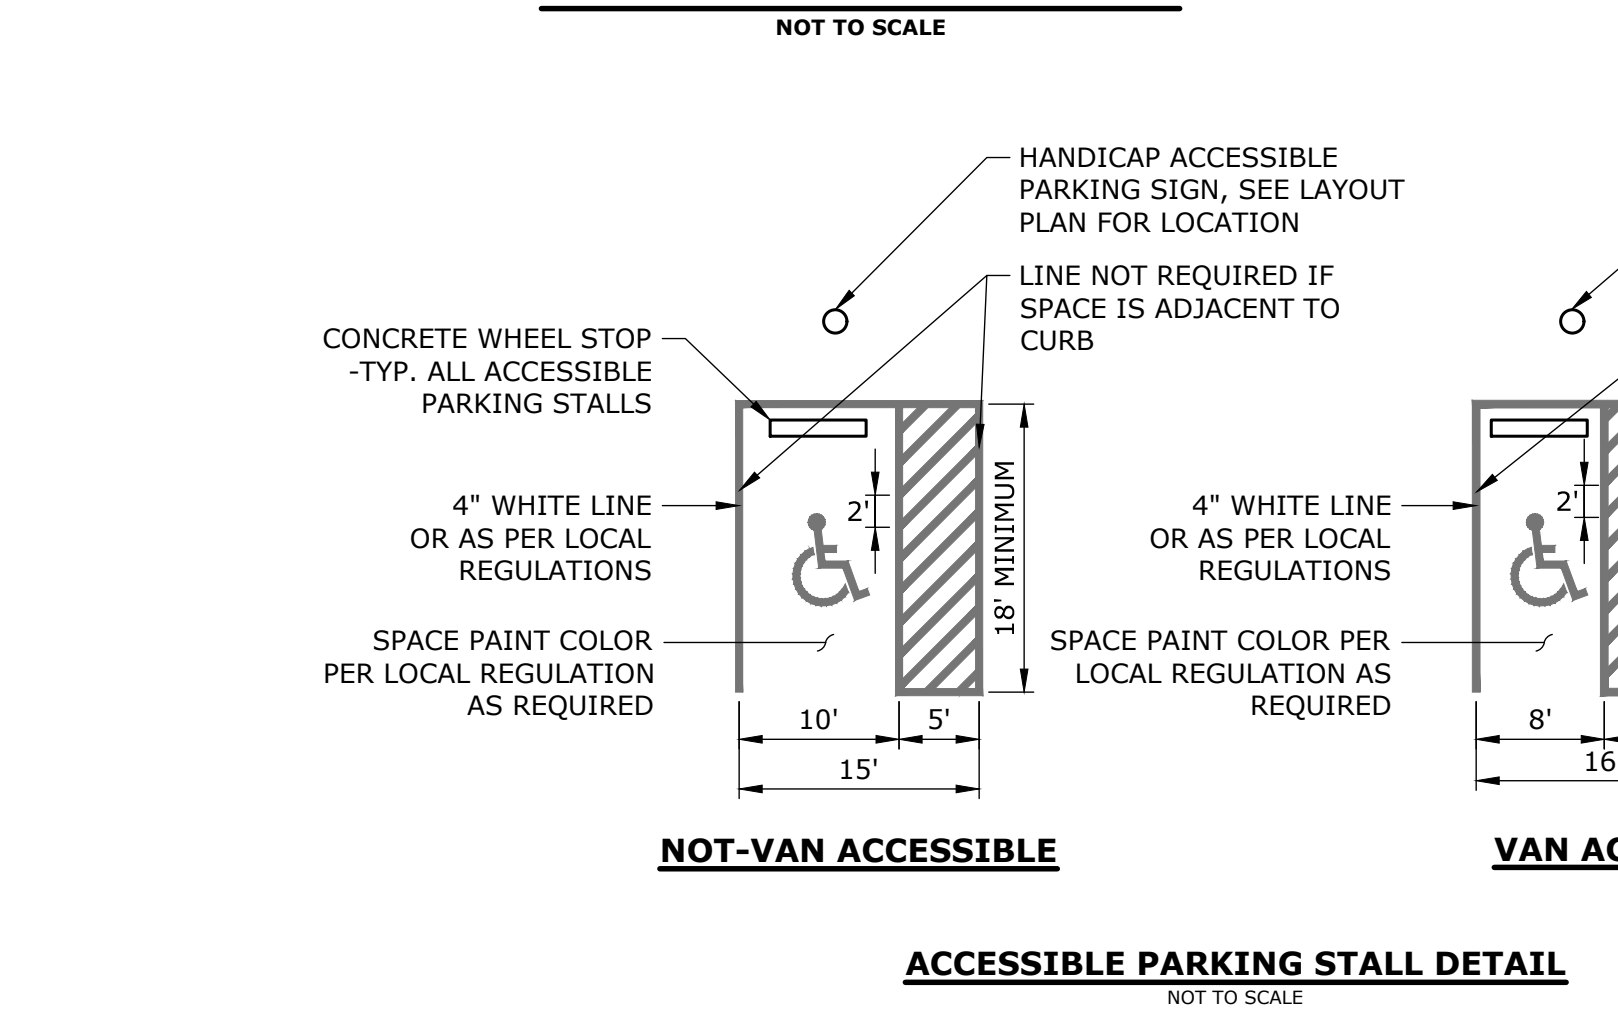 NOT TO SCALE
HANDICAP ACCESSIBLE
PARKING SIGN, SEE LAYOUT
PLAN FOR LOCATION
LINE NOT REQUIRED IF
SPACE IS ADJACENT TO
CURB
CONCRETE WHEEL STOP
-TYP. ALL ACCESSIBLE
PARKING STALLS
4" WHITE LINE
OR AS PER LOCAL
REGULATIONS
SPACE PAINT COLOR
PER LOCAL REGULATION
AS REQUIRED
2'
18' MINIMUM
10'
5'
15'
NOT-VAN ACCESSIBLE
4" WHITE LINE
OR AS PER LOCAL
REGULATIONS
SPACE PAINT COLOR PER
LOCAL REGULATION AS
REQUIRED
2'
8'
16
VAN
ACCESSIBLE PARKING STALL DETAIL
NOT TO SCALE